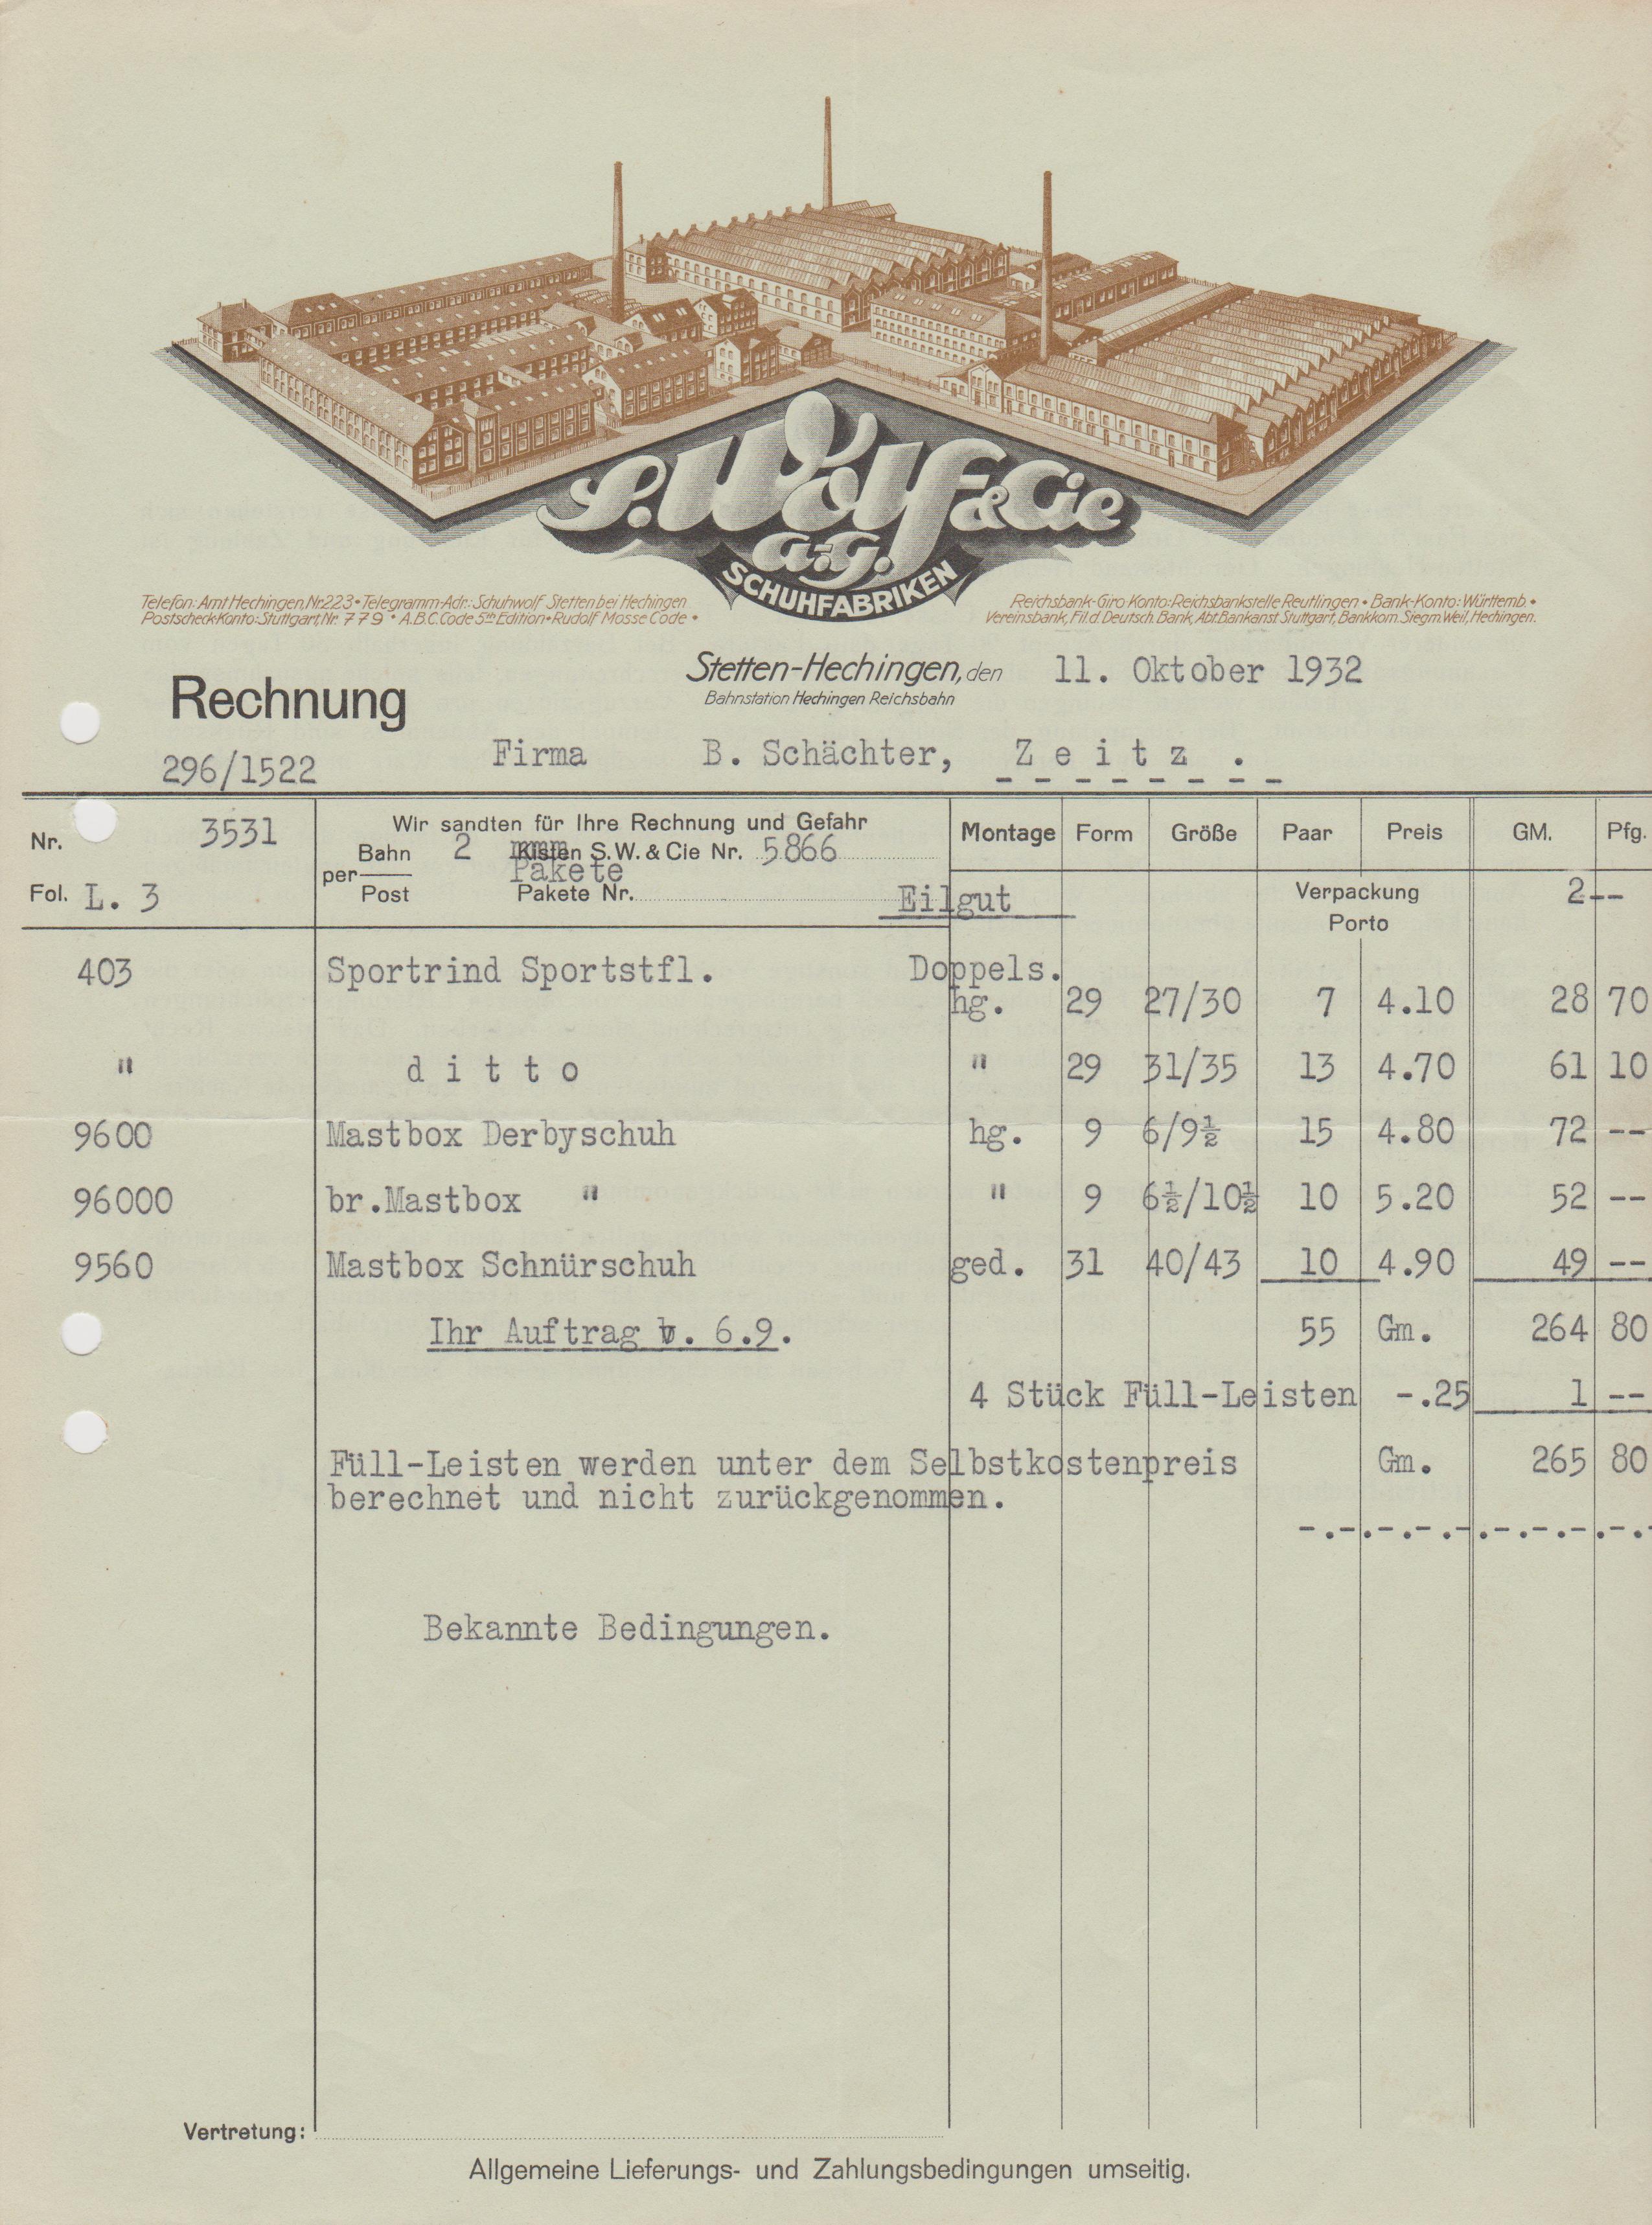 S. Wolf & Cie
A.-G.
SCHUHFABRIKEN
Telefon: Amt Hechingen, Nr. 223 • Telegramm-Adr.: Schuhwolf Stetten bei Hechingen
Postscheck-Konto: Stuttgart, Nr. 779 • A.B.C. Code 5th Edition • Rudolf Mosse Code •
Reichsbank-Giro Konto: Reichsbankstelle Reutlingen • Bank-Konto: Württemb. •
Vereinsbank, Fil. d. Deutsch. Bank, Abt. Bankanst. Stuttgart, Bankkom. Siegm. Weil, Hechingen.
Stetten-Hechingen, den 11. Oktober 1932
Bahnstation Hechingen Reichsbahn
Rechnung
296/1522 Firma B. Schächter, Zeitz.
Nr. 3531 Wir sandten für Ihre Rechnung und Gefahr Montage Form Größe Paar Preis GM. Pfg.
per Bahn 2 Kisten S.W. & Cie Nr. 5866
Pakete
Fol. L. 3 Post Pakete Nr. Eilgut Verpackung 2 --
Porto
403 Sportrind Sportstfl. Doppels.
hg. 29 27/30 7 4.10 28 70
" ditto " 29 31/35 13 4.70 61 10
9600 Mastbox Derbyschuh hg. 9 6/9½ 15 4.80 72 --
96000 br.Mastbox " " 9 6½/10½ 10 5.20 52 --
9560 Mastbox Schnürschuh ged. 31 40/43 10 4.90 49 --
Ihr Auftrag v. 6.9. 55 Gm. 264 80
4 Stück Füll-Leisten -.25 1 --
Füll-Leisten werden unter dem Selbstkostenpreis Gm. 265 80
berechnet und nicht zurückgenommen.
Bekannte Bedingungen.
Vertretung:
Allgemeine Lieferungs- und Zahlungsbedingungen umseitig.